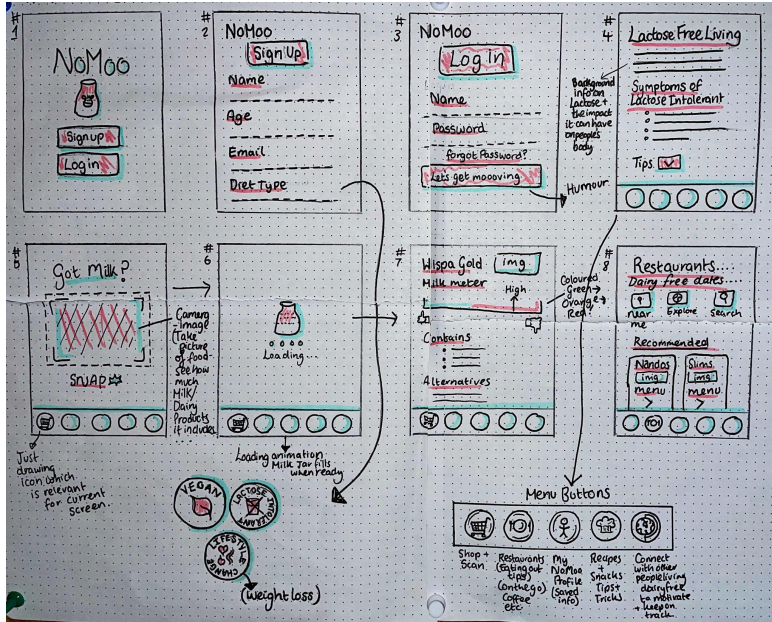 #1
NoMoo
Sign up
Log in
#2
NoMoo
Sign Up
Name
Age
Email
Diet Type
#3
NoMoo
Log In
Name
Password
forgot Password?
Let's get moooving
Humour
#4
Background
info on
Lactose +
the impact
it can have
on peoples
body
Lactose Free Living
Symptoms of
Lactose Intolerant
Tips
#5
Got Milk?
SNAP
Camera
-image
(Take
picture
of food-
see how
much
Milk/
Dairy
Products
it includes
Just
drawing
Icon which
is relevant
for current
screen.
#6
Loading...
Loading animation
Milk Jar fills
when ready
#7
Wispa Gold
img
Milk meter
High
Contains
Alternatives
Coloured
Green→
Orange→
Red?
#8
Restaurants....
Dairy free dates...
near
me
Explore
Search
Recommended
Nandos
img
menu
>
Slims
img
menu
>
VEGAN
LACTOSE INTOLERANT
LIFESTYLE CHANGE
(weight loss)
Menu Buttons
Shop +
Scan
Restaurants
(Eating out
tips)
(on the go)
Coffee
etc
My
NoMoo
Profile
(Saved
info)
Recipes
+
Snacks
Tips +
Tricks
Connect
with other
people living
dairy free
to motivate
+ keep on
track